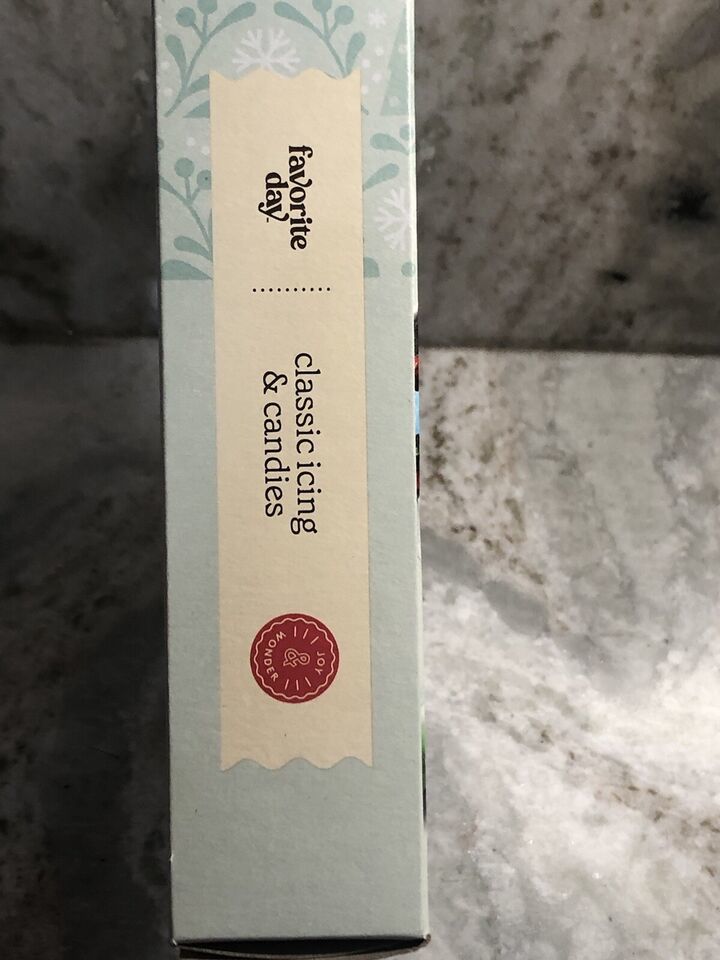 favorite
day
classic icing
& candies
JOY
&
WONDER